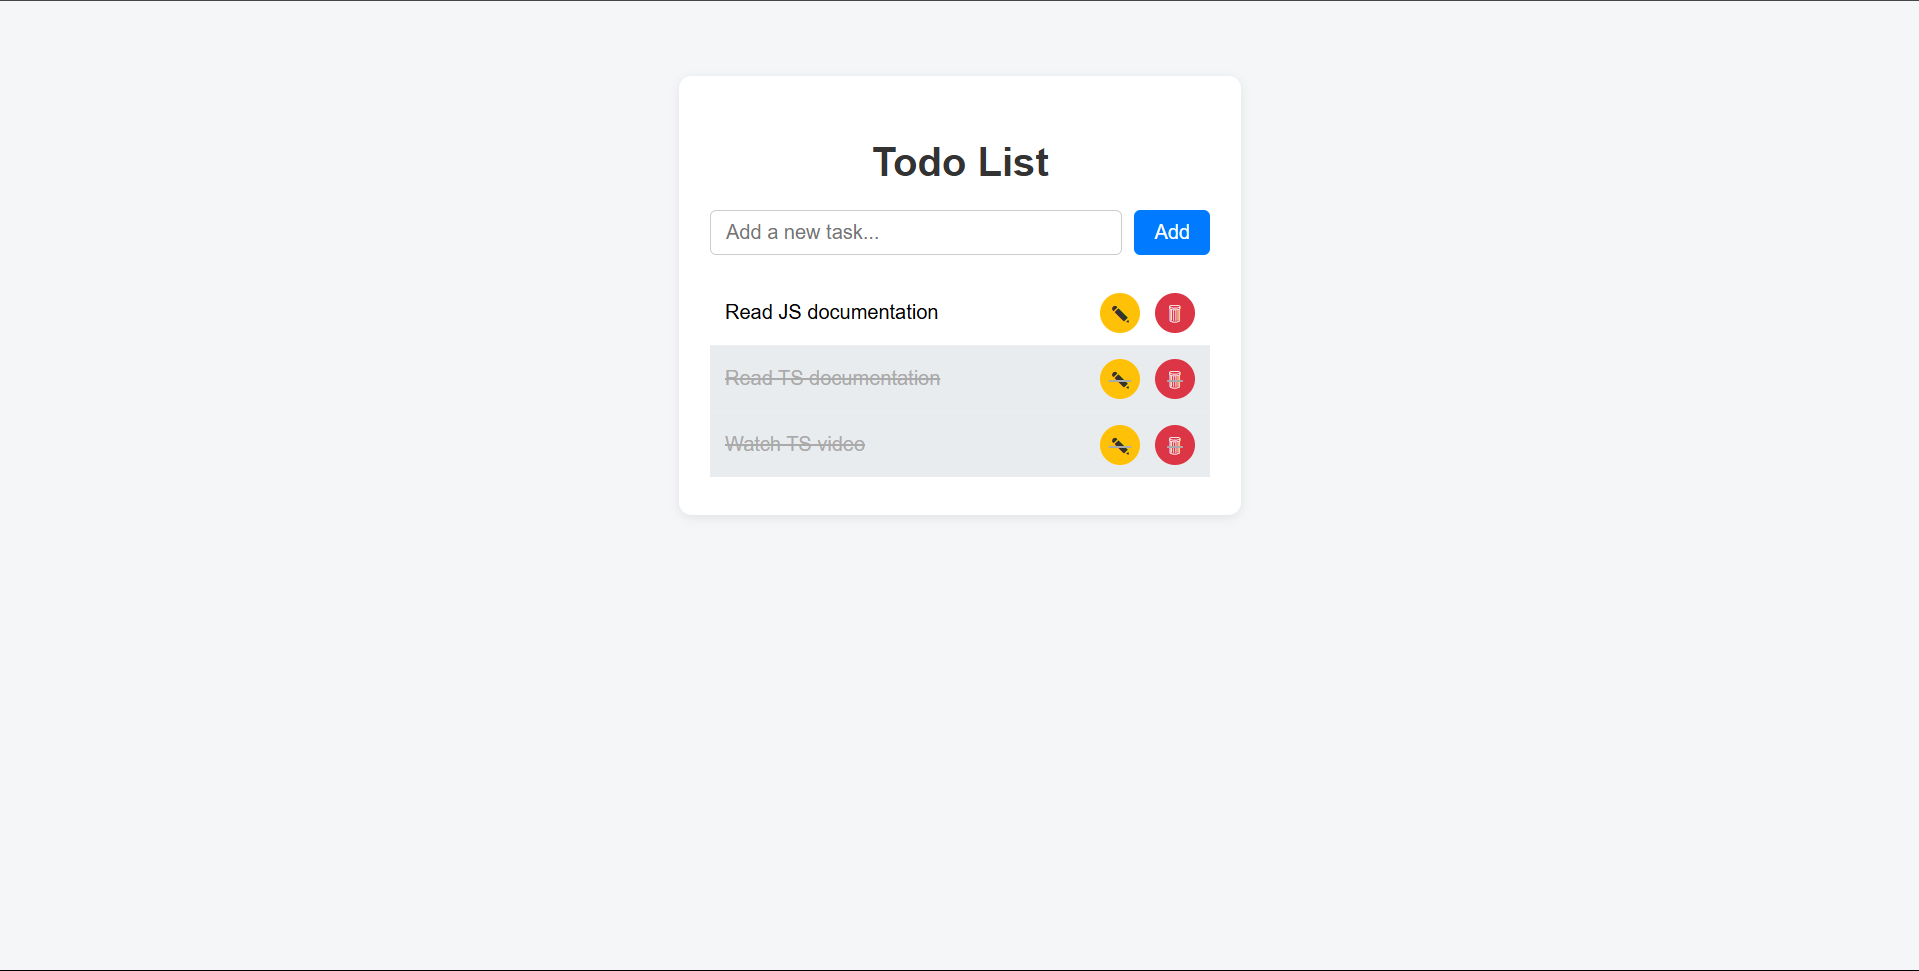 Todo List
Add a new task...
Add
Read JS documentation
Read TS documentation
Watch TS video